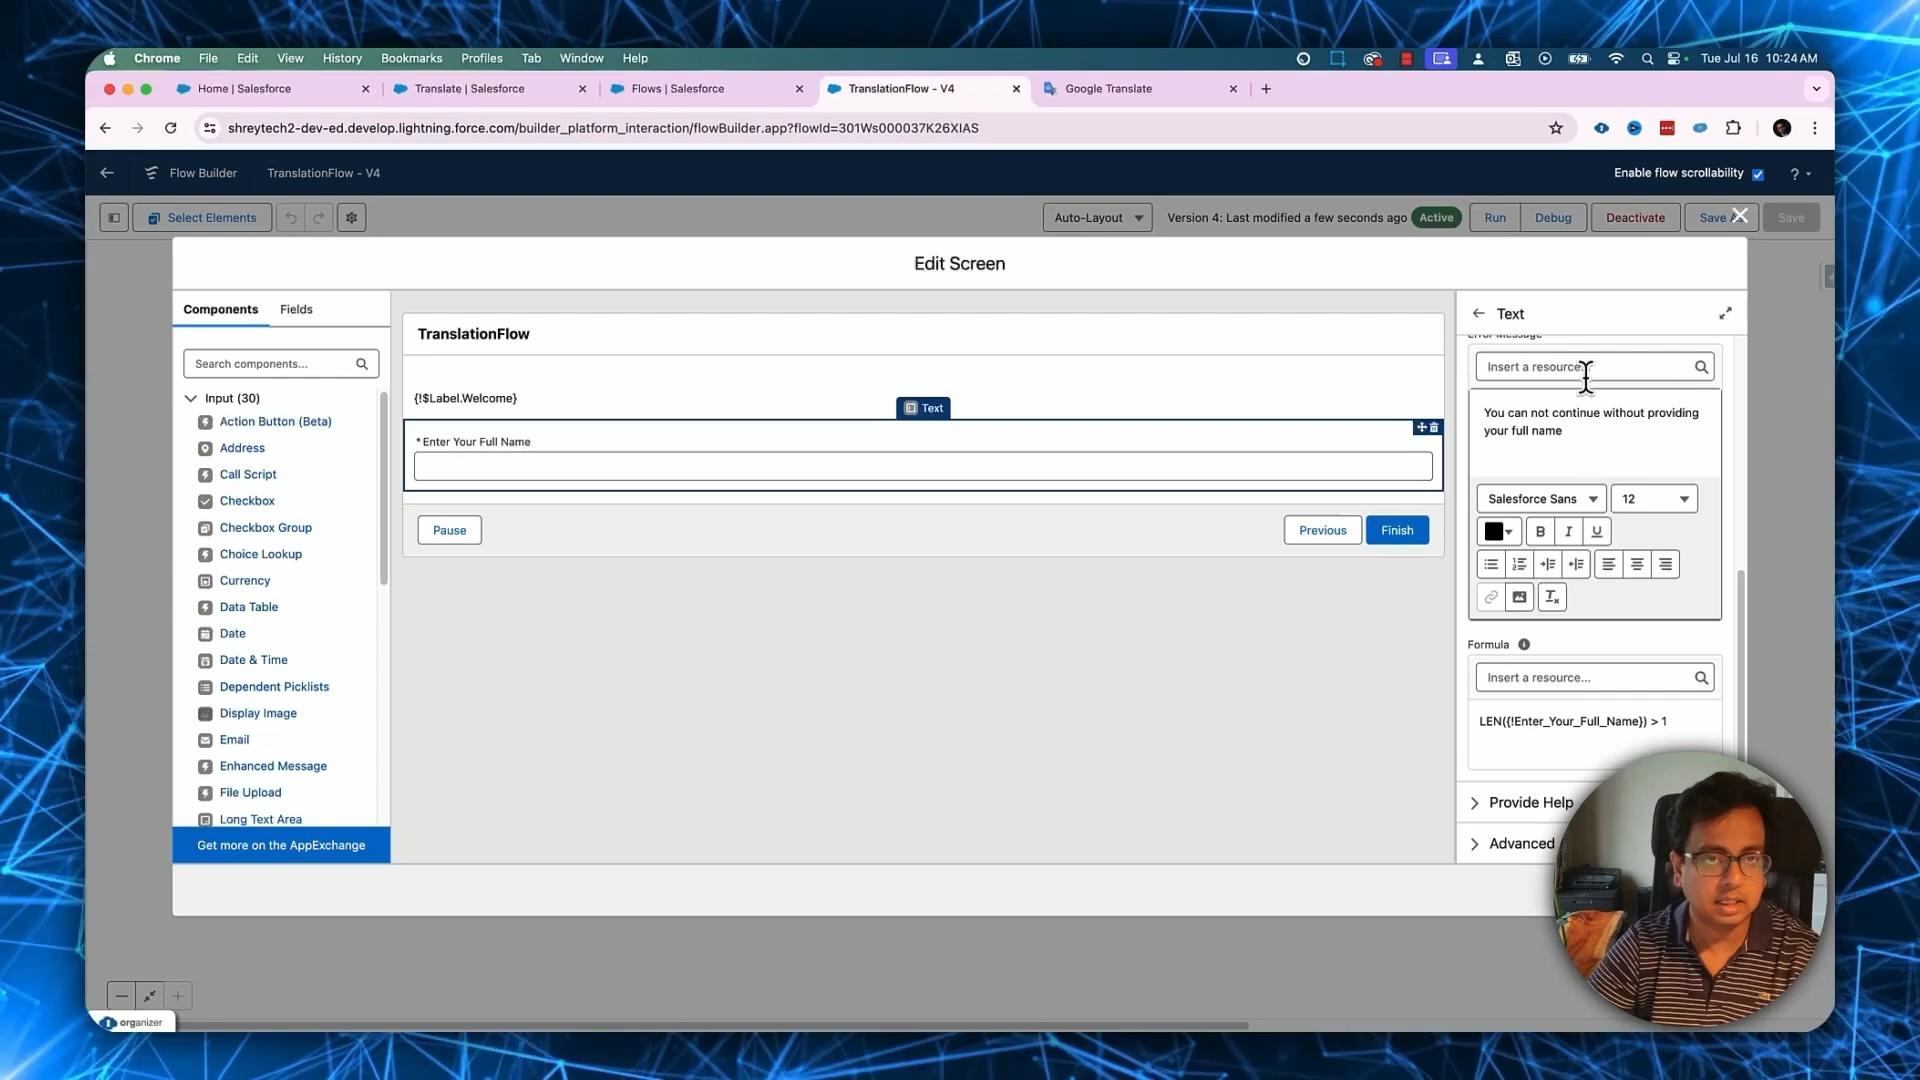 Chrome File Edit View History Bookmarks Profiles Tab Window Help Tue Jul 16 10:24 AM
Home | Salesforce Translate | Salesforce Flows | Salesforce TranslationFlow - V4 Google Translate
shreytech2-dev-ed.develop.lightning.force.com/builder_platform_interaction/flowBuilder.app?flowId=301Ws000037K26XIAS
Flow Builder TranslationFlow - V4 Enable flow scrollability ?
Select Elements Auto-Layout Version 4: Last modified a few seconds ago Active Run Debug Deactivate Save Save
Edit Screen
Components Fields
Search components...
Input (30)
Action Button (Beta)
Address
Call Script
Checkbox
Checkbox Group
Choice Lookup
Currency
Data Table
Date
Date & Time
Dependent Picklists
Display Image
Email
Enhanced Message
File Upload
Long Text Area
Get more on the AppExchange
TranslationFlow
{!$Label.Welcome}
Text
*Enter Your Full Name
Pause Previous Finish
Text
Error Message
Insert a resource...
You can not continue without providing
your full name
Salesforce Sans 12
B I U
Formula
Insert a resource...
LEN({!Enter_Your_Full_Name}) > 1
Provide Help
Advanced
organizer